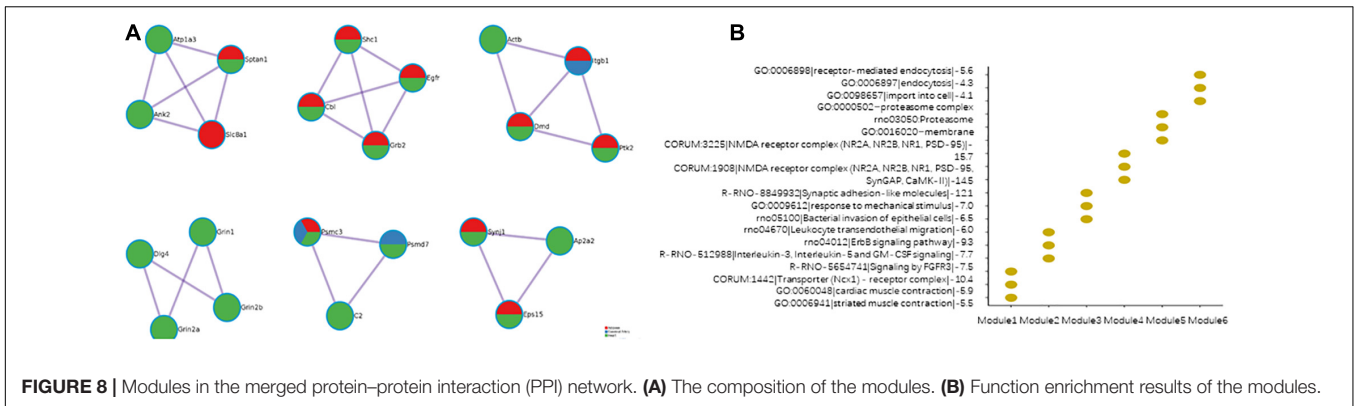 A
Atp1a3
Sptan1
Ank2
Slc8a1
Shc1
Egfr
Cbl
Grb2
Actb
Itgb1
Dmd
Ptk2
Dlg4
Grin1
Grin2b
Grin2a
Psmc3
Psmd7
C2
Synj1
Ap2a2
Eps15
B
GO:0006898|receptor-mediated endocytosis|-5.6
GO:0006897|endocytosis|-4.3
GO:0098657|import into cell|-4.1
GO:0000502-proteasome complex
rno03050:Proteasome
GO:0016020-membrane
CORUM:3225|NMDA receptor complex (NR2A, NR2B, NR1, PSD-95)|-
15.7
CORUM:1908|NMDA receptor complex (NR2A, NR2B, NR1, PSD-95,
SynGAP, CaMK-II)|-14.5
R-RNO-8849932|Synaptic adhesion-like molecules|-12.1
GO:0009612|response to mechanical stimulus|-7.0
rno05100|Bacterial invasion of epithelial cells|-6.5
rno04670|Leukocyte transendothelial migration|-6.0
rno04012|ErbB signaling pathway|-9.3
R-RNO-512988|Interleukin-3, Interleukin-5 and GM-CSF signaling|-7.7
R-RNO-5654741|Signaling by FGFR3|-7.5
CORUM:1442|Transporter (Ncx1) - receptor complex|-10.4
GO:0060048|cardiac muscle contraction|-5.9
GO:0006941|striated muscle contraction|-5.5
Module1 Module2 Module3 Module4 Module5 Module6
FIGURE 8 | Modules in the merged protein–protein interaction (PPI) network. (A) The composition of the modules. (B) Function enrichment results of the modules.